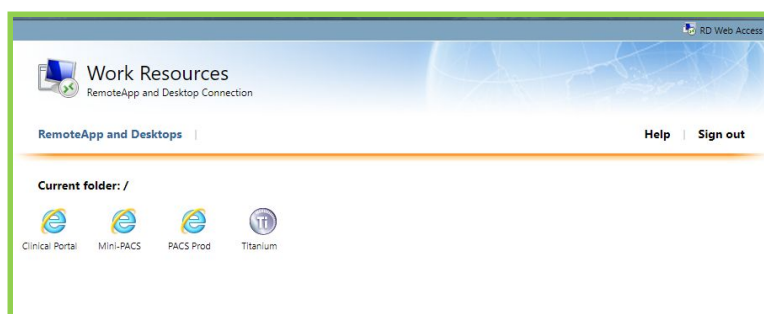 RD Web Access
Work Resources
RemoteApp and Desktop Connection
RemoteApp and Desktops | Help | Sign out
Current folder: /
Clinical Portal Mini-PACS PACS Prod Titanium